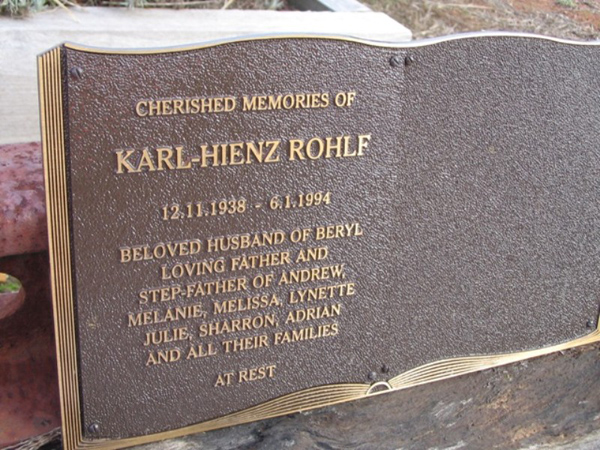 CHERISHED MEMORIES OF
KARL-HIENZ ROHLF
12.11.1938 - 6.1.1994
BELOVED HUSBAND OF BERYL
LOVING FATHER AND
STEP-FATHER OF ANDREW,
MELANIE, MELISSA, LYNETTE
JULIE, SHARRON, ADRIAN
AND ALL THEIR FAMILIES
AT REST